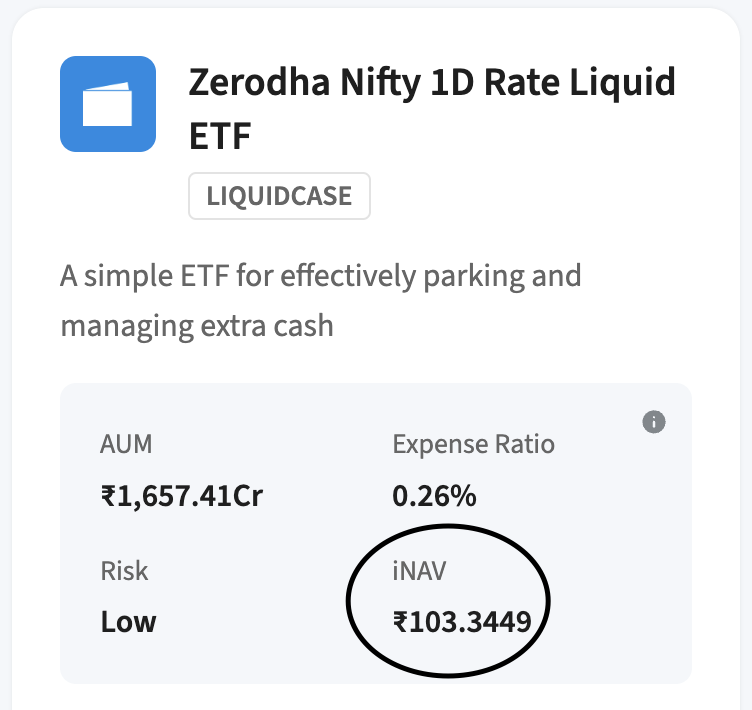 Zerodha Nifty 1D Rate Liquid
ETF
LIQUIDCASE
A simple ETF for effectively parking and
managing extra cash
AUM
Expense Ratio
₹1,657.41Cr
0.26%
Risk
iNAV
Low
₹103.3449